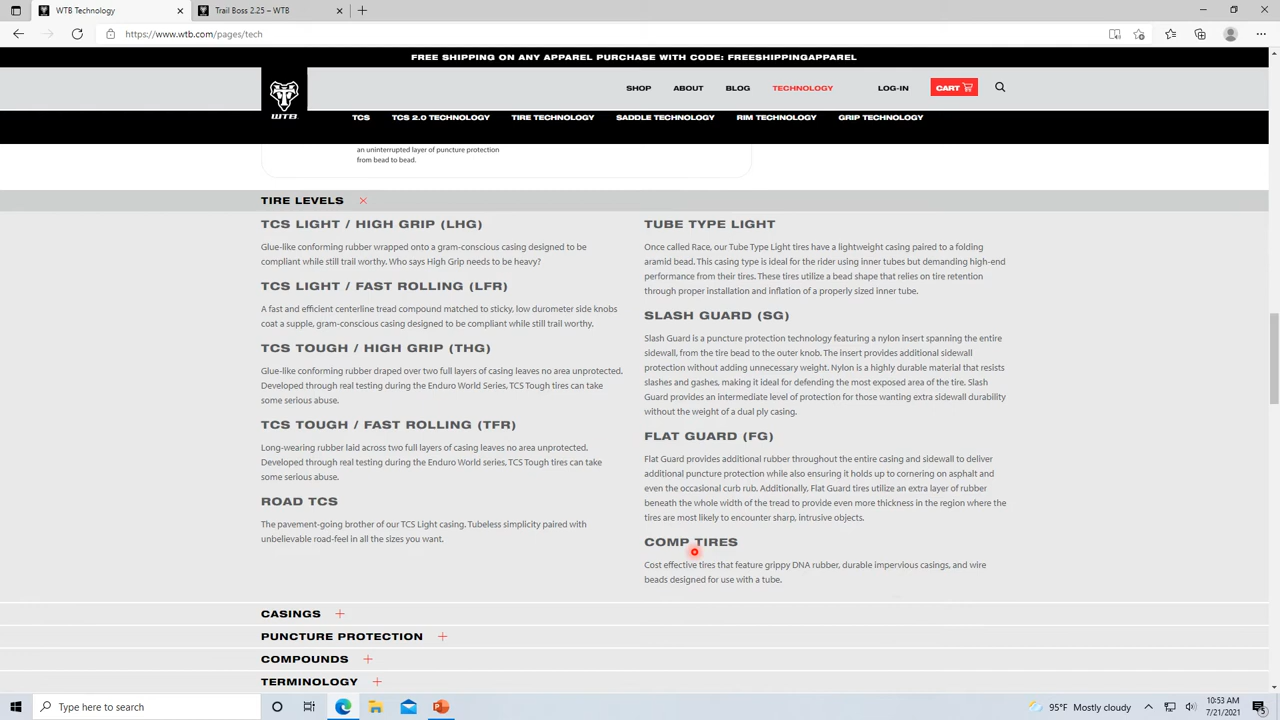 WTB Technology
Trail Boss 2.25 – WTB
https://www.wtb.com/pages/tech
FREE SHIPPING ON ANY APPAREL PURCHASE WITH CODE: FREESHIPPINGAPPAREL
WTB
SHOP
ABOUT
BLOG
TECHNOLOGY
LOG-IN
CART
TCS
TCS 2.0 TECHNOLOGY
TIRE TECHNOLOGY
SADDLE TECHNOLOGY
RIM TECHNOLOGY
GRIP TECHNOLOGY
an uninterrupted layer of puncture protection
from bead to bead.
TIRE LEVELS
TCS LIGHT / HIGH GRIP (LHG)
Glue-like conforming rubber wrapped onto a gram-conscious casing designed to be
compliant while still trail worthy. Who says High Grip needs to be heavy?
TCS LIGHT / FAST ROLLING (LFR)
A fast and efficient centerline tread compound matched to sticky, low durometer side knobs
coat a supple, gram-conscious casing designed to be compliant while still trail worthy.
TCS TOUGH / HIGH GRIP (THG)
Glue-like conforming rubber draped over two full layers of casing leaves no area unprotected.
Developed through real testing during the Enduro World Series, TCS Tough tires can take
some serious abuse.
TCS TOUGH / FAST ROLLING (TFR)
Long-wearing rubber laid across two full layers of casing leaves no area unprotected.
Developed through real testing during the Enduro World series, TCS Tough tires can take
some serious abuse.
ROAD TCS
The pavement-going brother of our TCS Light casing. Tubeless simplicity paired with
unbelievable road-feel in all the sizes you want.
TUBE TYPE LIGHT
Once called Race, our Tube Type Light tires have a lightweight casing paired to a folding
aramid bead. This casing type is ideal for the rider using inner tubes but demanding high-end
performance from their tires. These tires utilize a bead shape that relies on tire retention
through proper installation and inflation of a properly sized inner tube.
SLASH GUARD (SG)
Slash Guard is a puncture protection technology featuring a nylon insert spanning the entire
sidewall, from the tire bead to the outer knob. The insert provides additional sidewall
protection without adding unnecessary weight. Nylon is a highly durable material that resists
slashes and gashes, making it ideal for defending the most exposed area of the tire. Slash
Guard provides an intermediate level of protection for those wanting extra sidewall durability
without the weight of a dual ply casing.
FLAT GUARD (FG)
Flat Guard provides additional rubber throughout the entire casing and sidewall to deliver
additional puncture protection while also ensuring it holds up to cornering on asphalt and
even the occasional curb rub. Additionally, Flat Guard tires utilize an extra layer of rubber
beneath the whole width of the tread to provide even more thickness in the region where the
tires are most likely to encounter sharp, intrusive objects.
COMP TIRES
Cost effective tires that feature grippy DNA rubber, durable impervious casings, and wire
beads designed for use with a tube.
CASINGS
PUNCTURE PROTECTION
COMPOUNDS
TERMINOLOGY
Type here to search
95°F Mostly cloudy
10:53 AM
7/21/2021
5